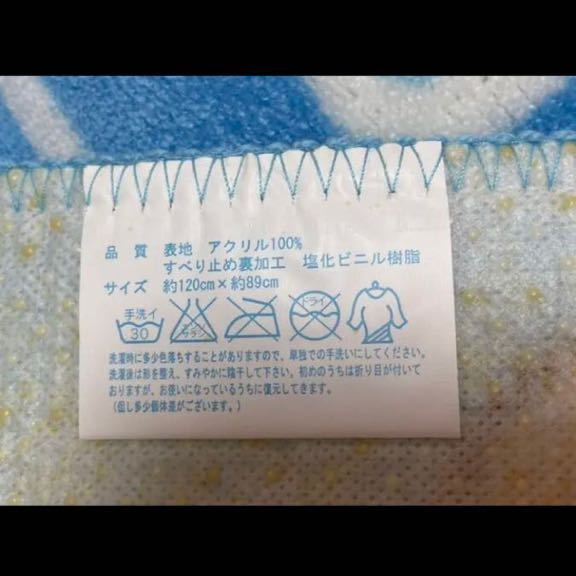 品 質 表地 アクリル100%
すべり止め裏加工 塩化ビニル樹脂
サイズ 約120cm×約89cm
手洗イ
30
エンソ
サラシ
ドライ
洗濯時に多少色落ちすることがありますので、単独での手洗いにしてください。
洗濯後は形を整え、すみやかに陰干して下さい。初めのうちは折り目が付いて
おりますが、お使いになっているうちに復元してきます。
(但し多少個体差がございます。)